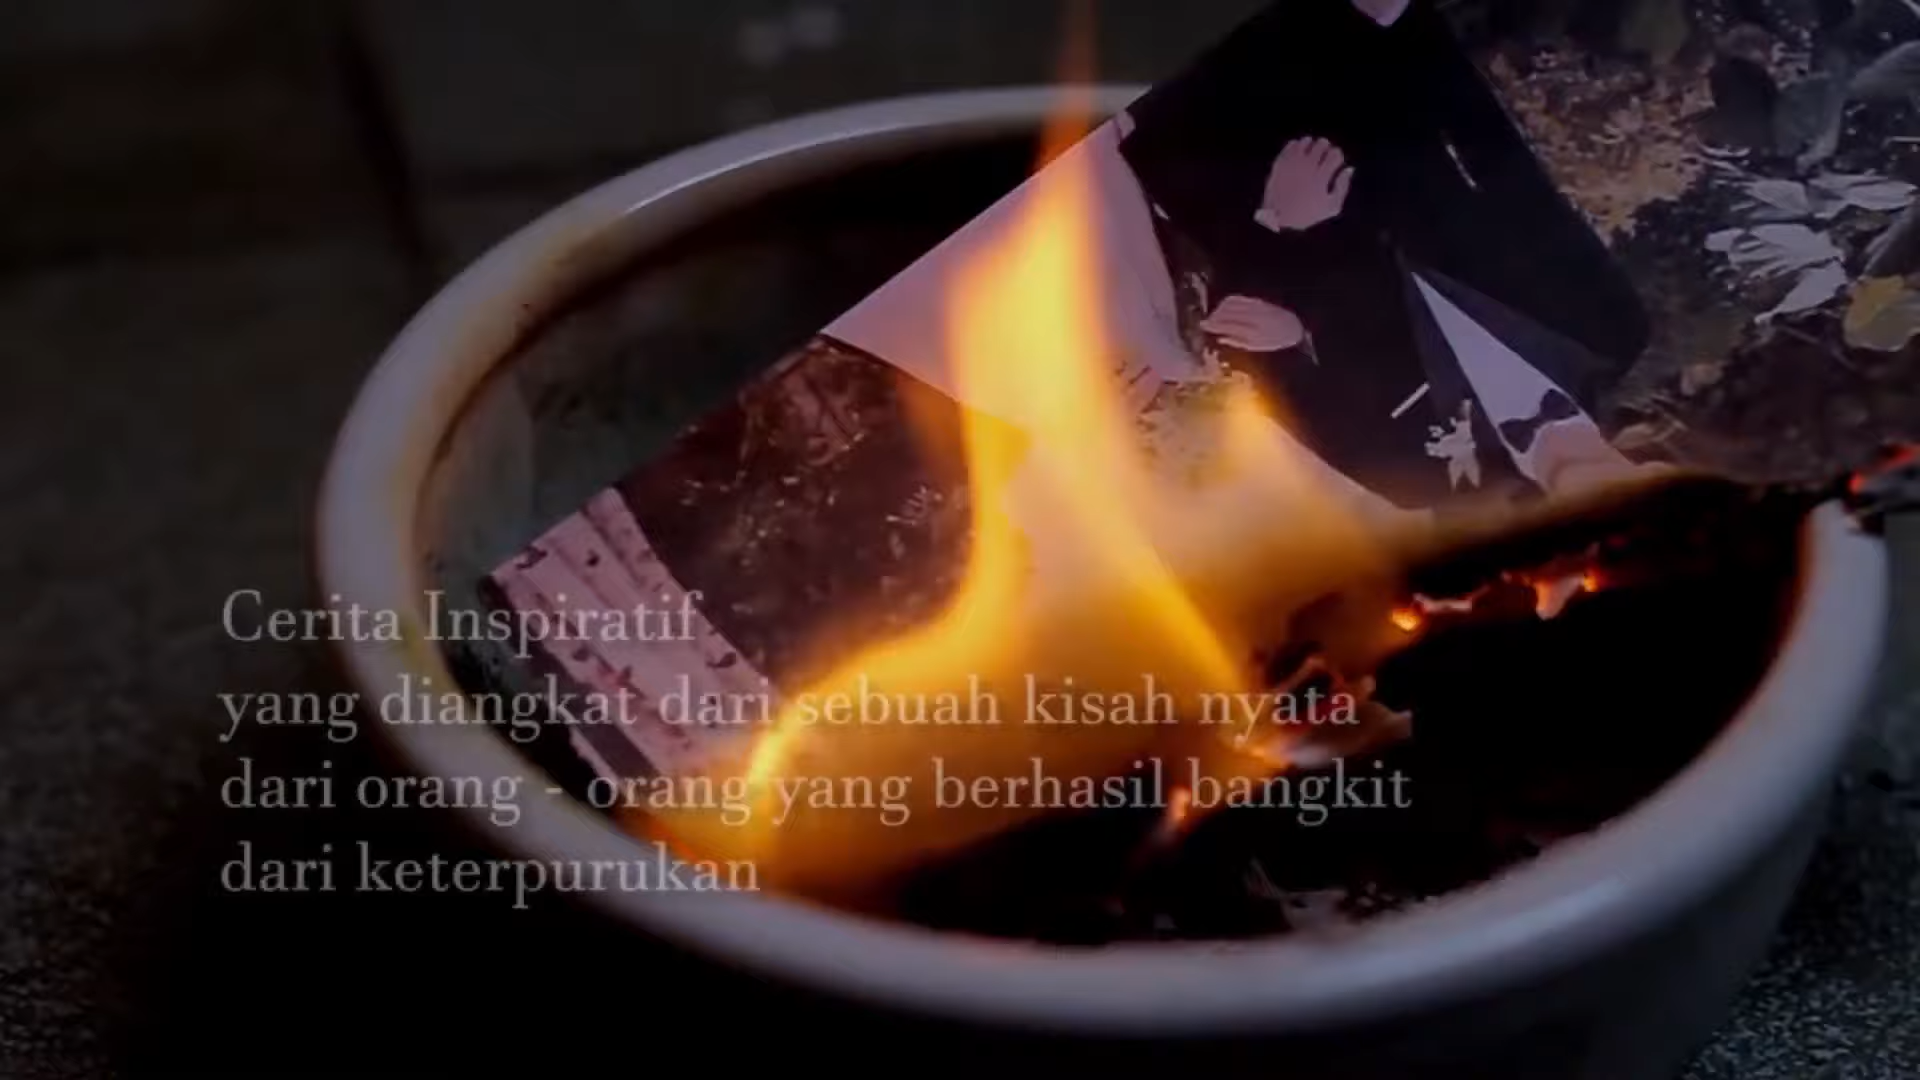 Cerita Inspiratif
yang diangkat dari sebuah kisah nyata
dari orang - orang yang berhasil bangkit
dari keterpurukan